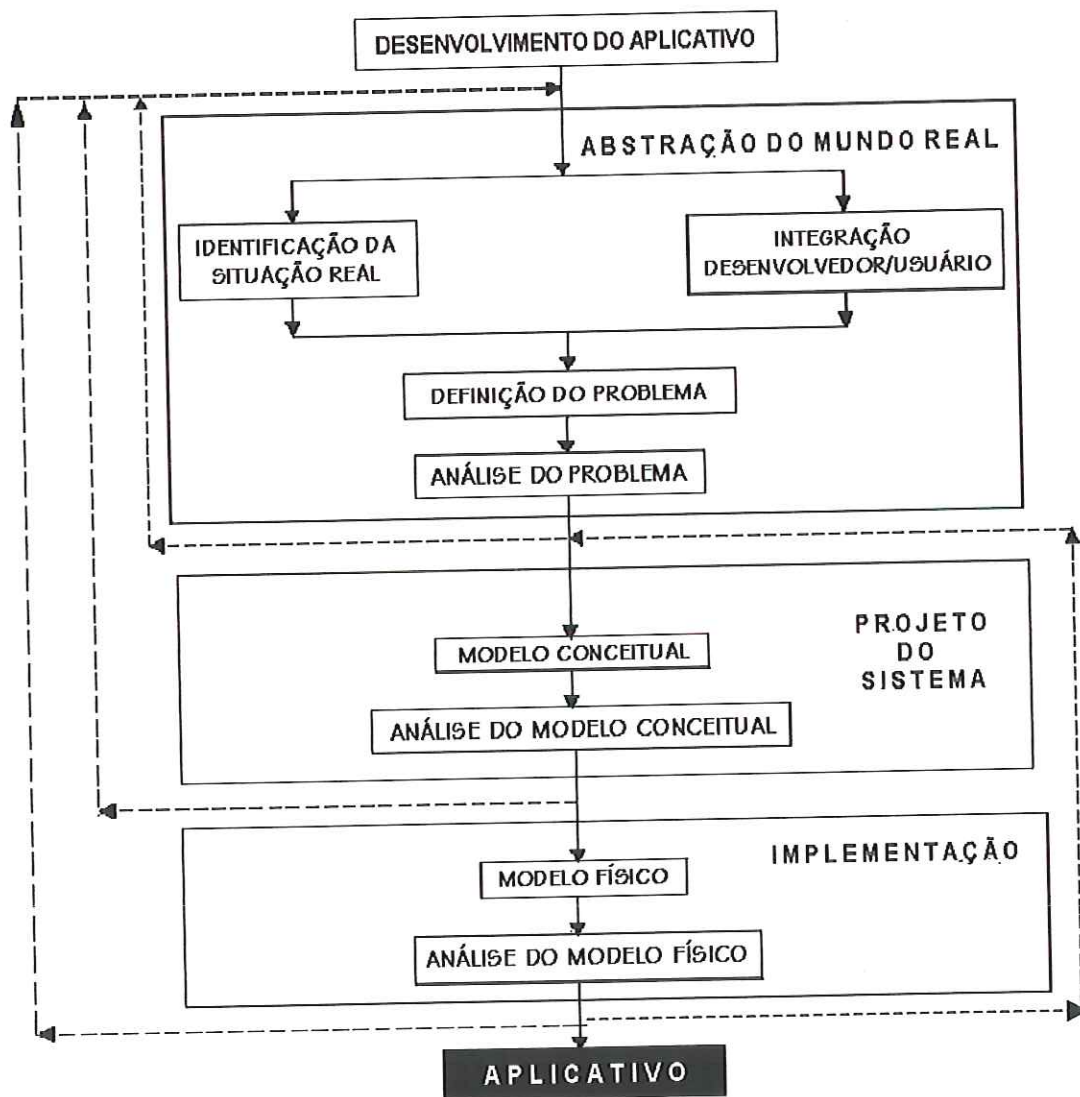 DESENVOLVIMENTO DO APLICATIVO
ABSTRAÇÃO DO MUNDO REAL
IDENTIFICAÇÃO DA
SITUAÇÃO REAL
INTEGRAÇÃO
DESENVOLVEDOR/USUÁRIO
DEFINIÇÃO DO PROBLEMA
ANÁLISE DO PROBLEMA
PROJETO
DO
SISTEMA
MODELO CONCEITUAL
ANÁLISE DO MODELO CONCEITUAL
IMPLEMENTAÇÃO
MODELO FÍSICO
ANÁLISE DO MODELO FÍSICO
APLICATIVO